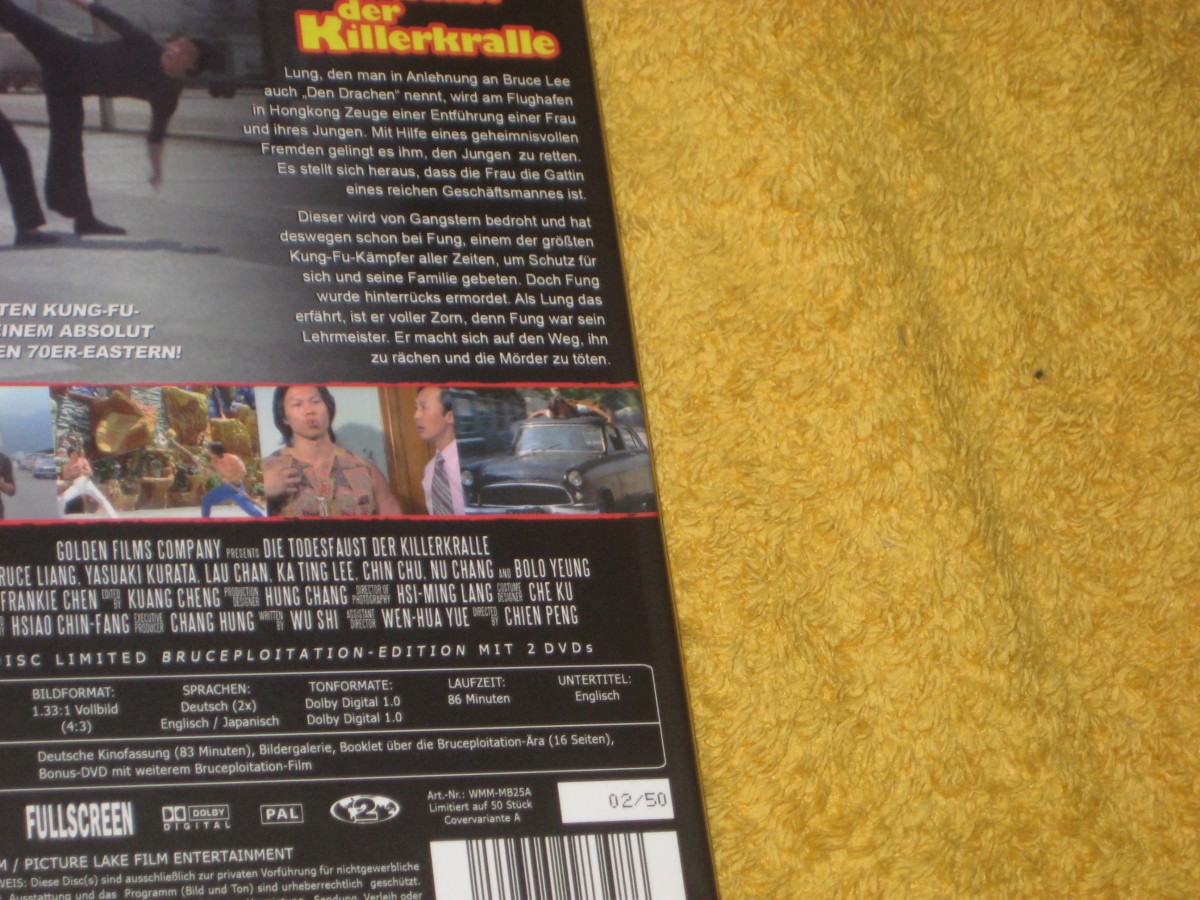 der
Killerkralle
Lung, den man in Anlehnung an Bruce Lee
auch „Den Drachen" nennt, wird am Flughafen
in Hongkong Zeuge einer Entführung einer Frau
und ihres Jungen. Mit Hilfe eines geheimnisvollen
Fremden gelingt es ihm, den Jungen zu retten.
Es stellt sich heraus, dass die Frau die Gattin
eines reichen Geschäftsmannes ist.
Dieser wird von Gangstern bedroht und hat
deswegen schon bei Fung, einem der größten
Kung-Fu-Kämpfer aller Zeiten, um Schutz für
sich und seine Familie gebeten. Doch Fung
wurde hinterrücks ermordet. Als Lung das
erfährt, ist er voller Zorn, denn Fung war sein
Lehrmeister. Er macht sich auf den Weg, ihn
zu rächen und die Mörder zu töten.
TEN KUNG-FU-
EINEM ABSOLUT
EN 70ER-EASTERN!
GOLDEN FILMS COMPANY PRESENTS DIE TODESFAUST DER KILLERKRALLE
RUCE LIANG, YASUAKI KURATA, LAU CHAN, KA TING LEE, CHIN CHU, NU CHANG AND BOLO YEUNG
FRANKIE CHEN EDITED BY KUANG CHENG PRODUCTION DESIGNER HUNG CHANG DIRECTOR OF PHOTOGRAPHY HSI-MING LANG COSTUME DESIGNER CHE KU
HSIAO CHIN-FANG EXECUTIVE PRODUCER CHANG HUNG WRITTEN BY WU SHI ASSISTANT DIRECTOR WEN-HUA YUE DIRECTED BY CHIEN PENG
DISC LIMITED BRUCEPLOITATION-EDITION MIT 2 DVDs
BILDFORMAT: SPRACHEN: TONFORMATE: LAUFZEIT: UNTERTITEL:
1.33:1 Vollbild Deutsch (2x) Dolby Digital 1.0 86 Minuten Englisch
(4:3) Englisch / Japanisch Dolby Digital 1.0
Deutsche Kinofassung (83 Minuten), Bildergalerie, Booklet über die Bruceploitation-Ära (16 Seiten),
Bonus-DVD mit weiterem Bruceploitation-Film
FULLSCREEN DOLBY DIGITAL PAL 2
Art.-Nr.: WMM-MB25A
Limitiert auf 50 Stück
Covervariante A
02/50
M / PICTURE LAKE FILM ENTERTAINMENT
WEIS: Diese Disc(s) sind ausschließlich zur privaten Vorführung für nichtgewerbliche
Ausstattung und das Programm (Bild und Ton) sind urheberrechtlich geschützt.
Sendung, Verleih oder